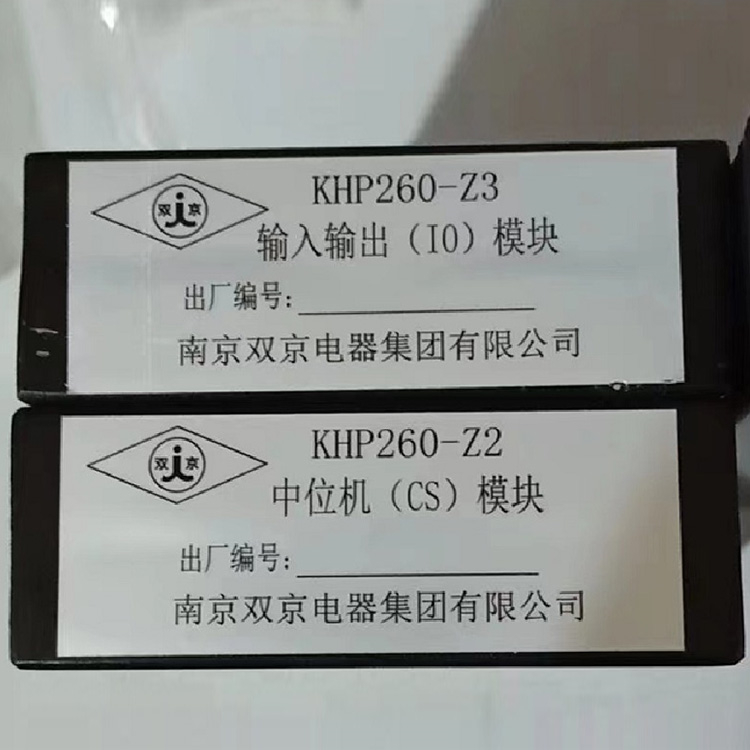 双京
KHP260-Z3
输入输出（IO）模块
出厂编号：
南京双京电器集团有限公司
双京
KHP260-Z2
中位机（CS）模块
出厂编号：
南京双京电器集团有限公司